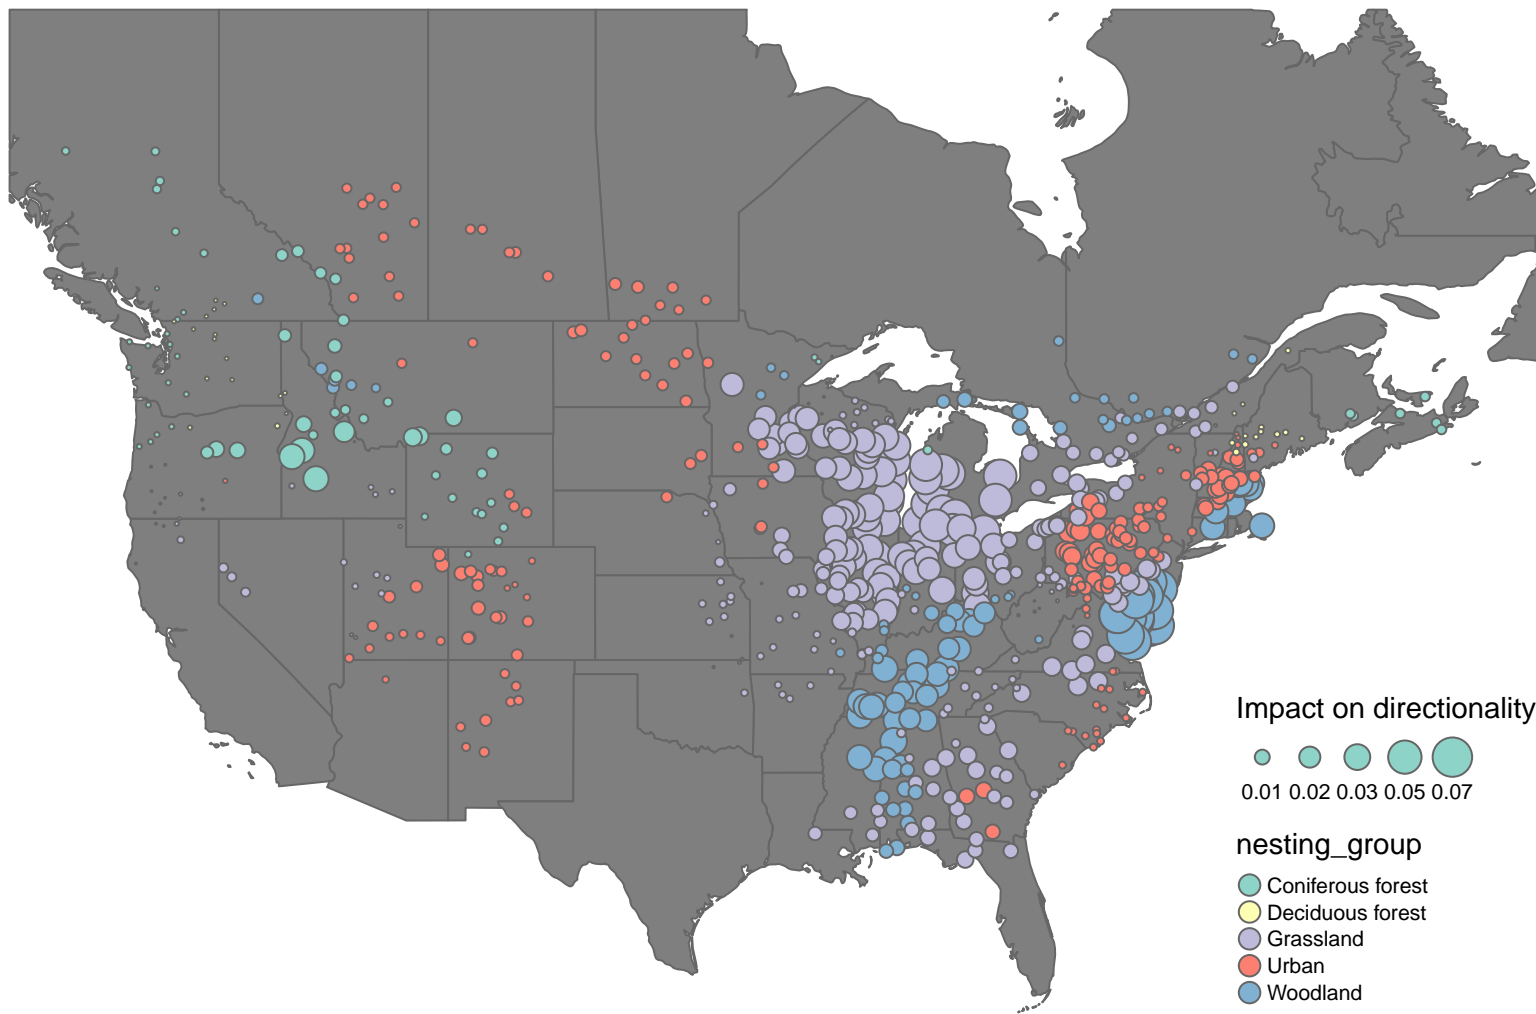 Impact on directionality
0.01 0.02 0.03 0.05 0.07
nesting_group
Coniferous forest
Deciduous forest
Grassland
Urban
Woodland